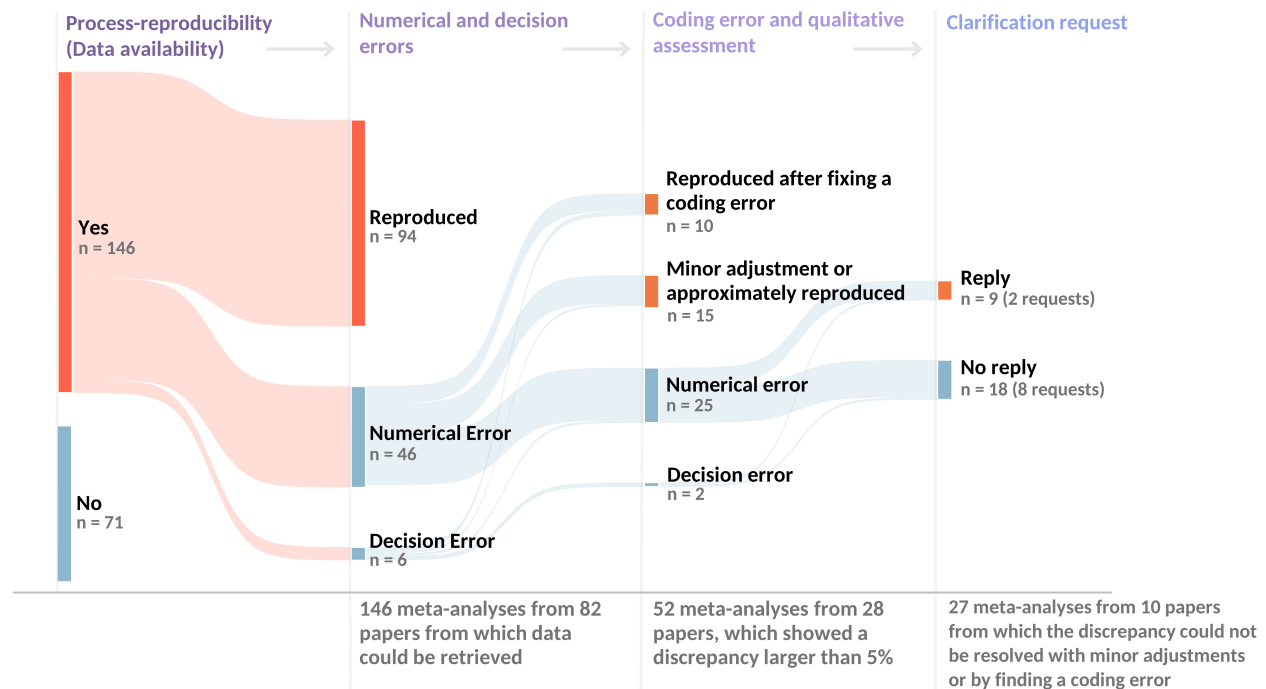 Process-reproducibility
(Data availability)
Numerical and decision
errors
Coding error and qualitative
assessment
Clarification request
Yes
n = 146
No
n = 71
Reproduced
n = 94
Numerical Error
n = 46
Decision Error
n = 6
Reproduced after fixing a
coding error
n = 10
Minor adjustment or
approximately reproduced
n = 15
Numerical error
n = 25
Decision error
n = 2
Reply
n = 9 (2 requests)
No reply
n = 18 (8 requests)
146 meta-analyses from 82
papers from which data
could be retrieved
52 meta-analyses from 28
papers, which showed a
discrepancy larger than 5%
27 meta-analyses from 10 papers
from which the discrepancy could not
be resolved with minor adjustments
or by finding a coding error